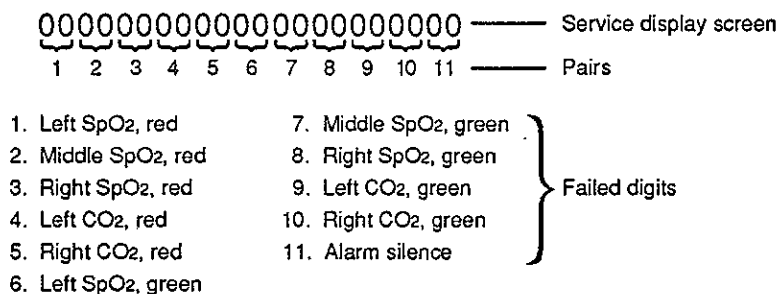 0000000000000000000000 Service display screen
1 2 3 4 5 6 7 8 9 10 11 Pairs
1. Left SpO2, red
2. Middle SpO2, red
3. Right SpO2, red
4. Left CO2, red
5. Right CO2, red
6. Left SpO2, green
7. Middle SpO2, green
8. Right SpO2, green
9. Left CO2, green
10. Right CO2, green
11. Alarm silence
Failed digits